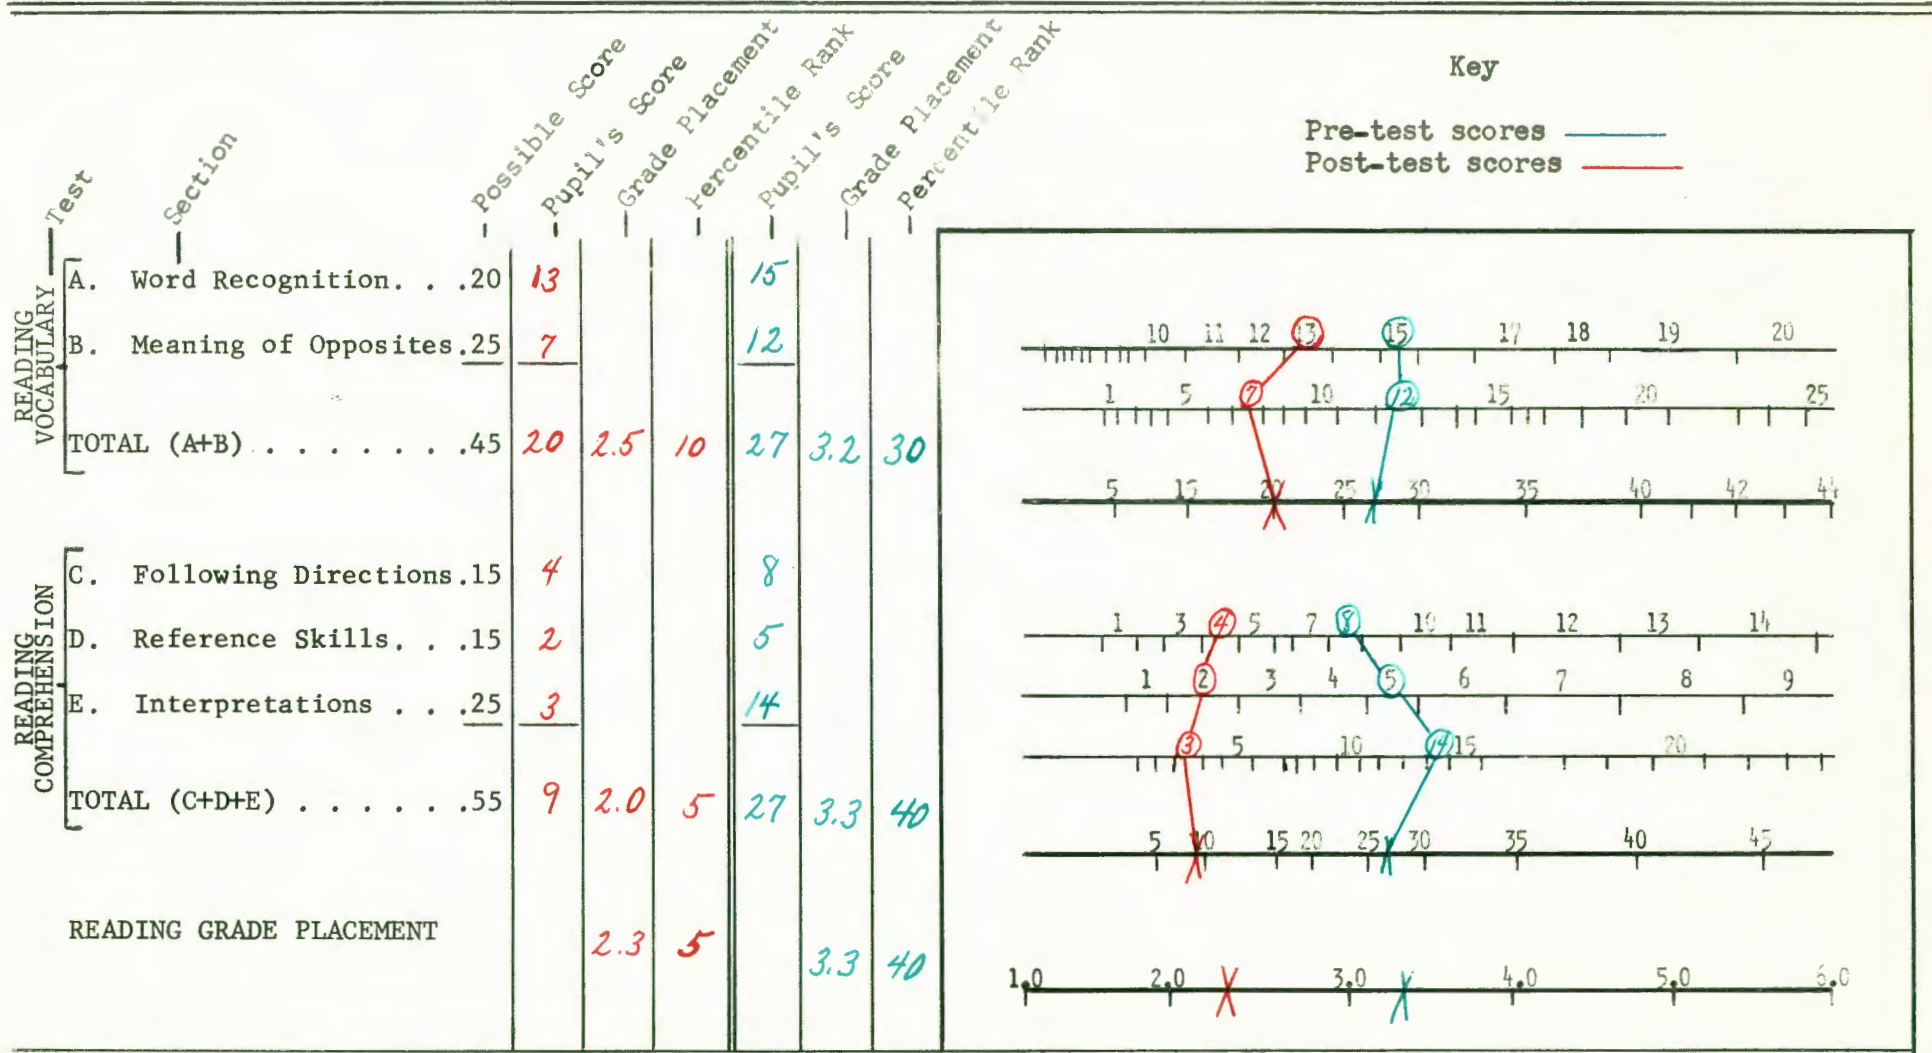 Test
Section
Possible Score
Pupil's Score
Grade Placement
Percentile Rank
Pupil's Score
Grade Placement
Percentile Rank
Key
Pre-test scores
Post-test scores
READING VOCABULARY
A. Word Recognition. . .20 13 15
B. Meaning of Opposites.25 7 12
TOTAL (A+B) . . . . . . .45 20 2.5 10 27 3.2 30
10 11 12 13 15 17 18 19 20
1 5 7 10 12 15 20 25
5 15 20 25 30 35 40 42 44
READING COMPREHENSION
C. Following Directions.15 4 8
D. Reference Skills. . .15 2 5
E. Interpretations . . .25 3 14
TOTAL (C+D+E) . . . . . .55 9 2.0 5 27 3.3 40
1 3 4 5 7 8 10 11 12 13 14
1 2 3 4 5 6 7 8 9
3 5 10 14 15 20
5 10 15 20 25 30 35 40 45
READING GRADE PLACEMENT 2.3 5 3.3 40
1.0 2.0 3.0 4.0 5.0 6.0